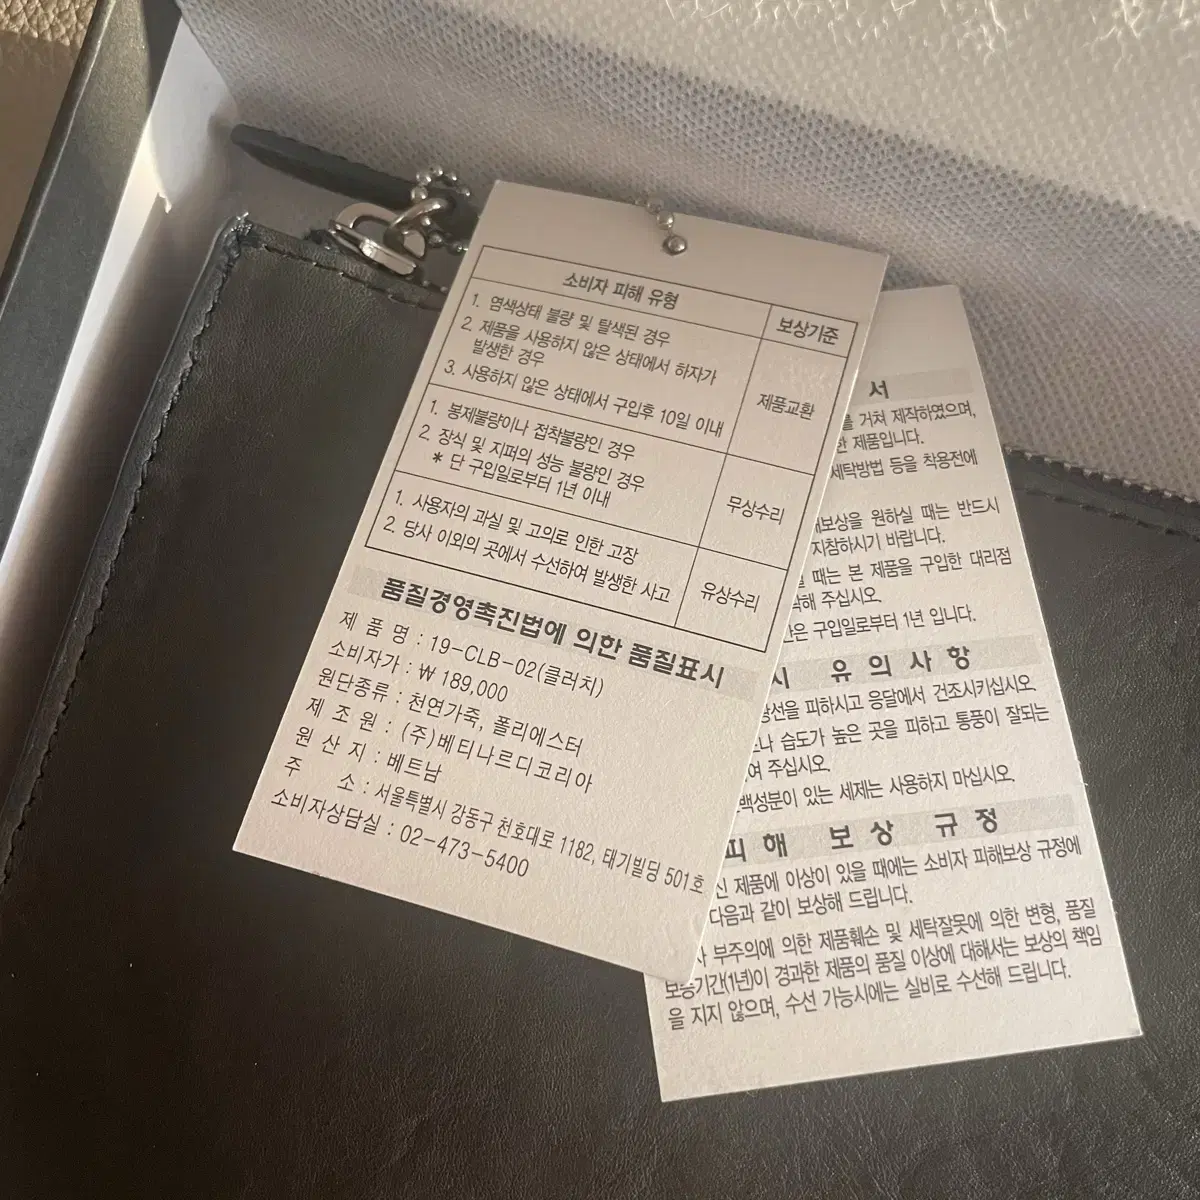 소비자 피해 유형
보상기준
1. 염색상태 불량 및 탈색된 경우
2. 제품을 사용하지 않은 상태에서 하자가
발생한 경우
3. 사용하지 않은 상태에서 구입후 10일 이내
제품교환
1. 봉제불량이나 접착불량인 경우
2. 장식 및 지퍼의 성능 불량인 경우
* 단 구입일로부터 1년 이내
무상수리
1. 사용자의 과실 및 고의로 인한 고장
2. 당사 이외의 곳에서 수선하여 발생한 사고
유상수리
품질경영촉진법에 의한 품질표시
제 품 명 : 19-CLB-02(클러치)
소비자가 : ₩ 189,000
원단종류 : 천연가죽, 폴리에스터
제 조 원 : (주)베티나르디코리아
원 산 지 : 베트남
주 소 : 서울특별시 강동구 천호대로 1182, 태기빌딩 501호
소비자상담실 : 02-473-5400
서
거쳐 제작하였으며,
제품입니다.
세탁방법 등을 착용전에
원하실 때는 반드시
지참하시기 바랍니다.
때는 본 제품을 구입한 대리점
주십시오.
구입일로부터 1년 입니다.
시 유 의 사 항
피하시고 응달에서 건조시키십시오.
습도가 높은 곳을 피하고 통풍이 잘되는
주십시오.
있는 세제는 사용하지 마십시오.
피 해 보 상 규 정
제품에 이상이 있을 때에는 소비자 피해보상 규정에
다음과 같이 보상해 드립니다.
부주의에 의한 제품훼손 및 세탁잘못에 의한 변형, 품질
보증기간(1년)이 경과한 제품의 품질 이상에 대해서는 보상의 책임
을 지지 않으며, 수선 가능시에는 실비로 수선해 드립니다.